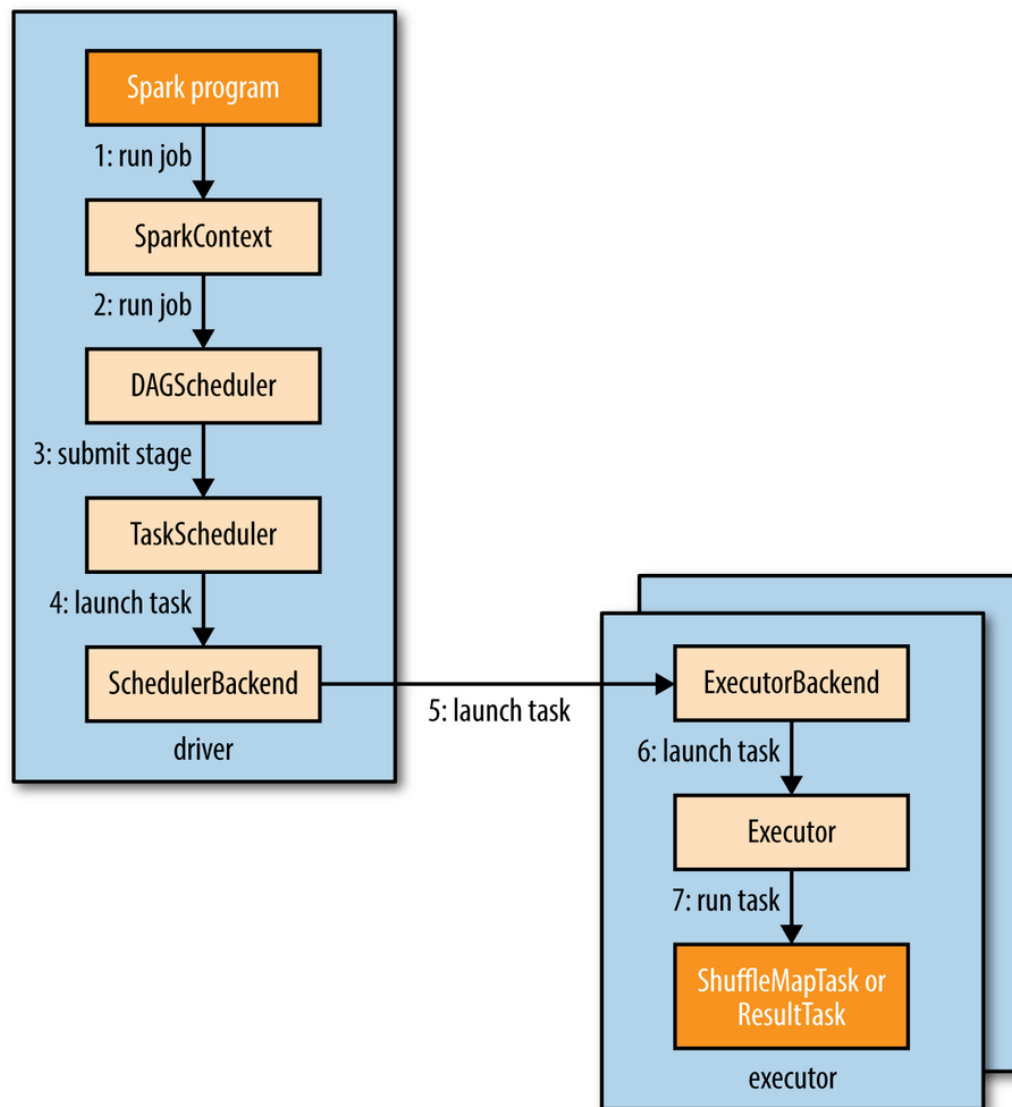 Spark program
1: run job
SparkContext
2: run job
DAGScheduler
3: submit stage
TaskScheduler
4: launch task
SchedulerBackend
driver
5: launch task
ExecutorBackend
6: launch task
Executor
7: run task
ShuffleMapTask or
ResultTask
executor